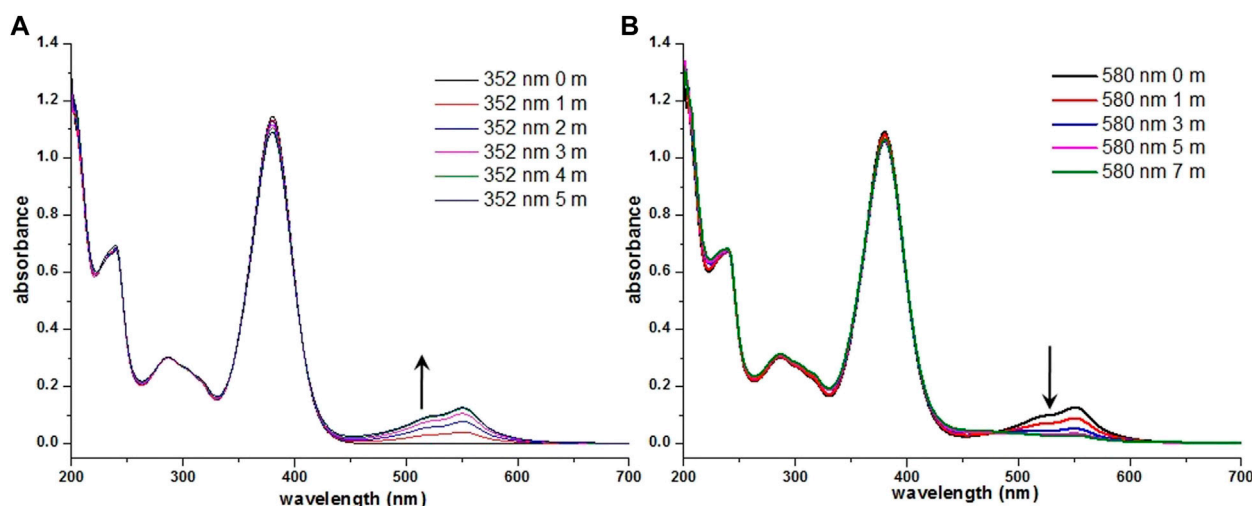 A
1.4
1.2
1.0
0.8
0.6
0.4
0.2
0.0
absorbance
200 300 400 500 600 700
wavelength (nm)
352 nm 0 m
352 nm 1 m
352 nm 2 m
352 nm 3 m
352 nm 4 m
352 nm 5 m
B
1.4
1.2
1.0
0.8
0.6
0.4
0.2
0.0
absorbance
200 300 400 500 600 700
wavelength (nm)
580 nm 0 m
580 nm 1 m
580 nm 3 m
580 nm 5 m
580 nm 7 m